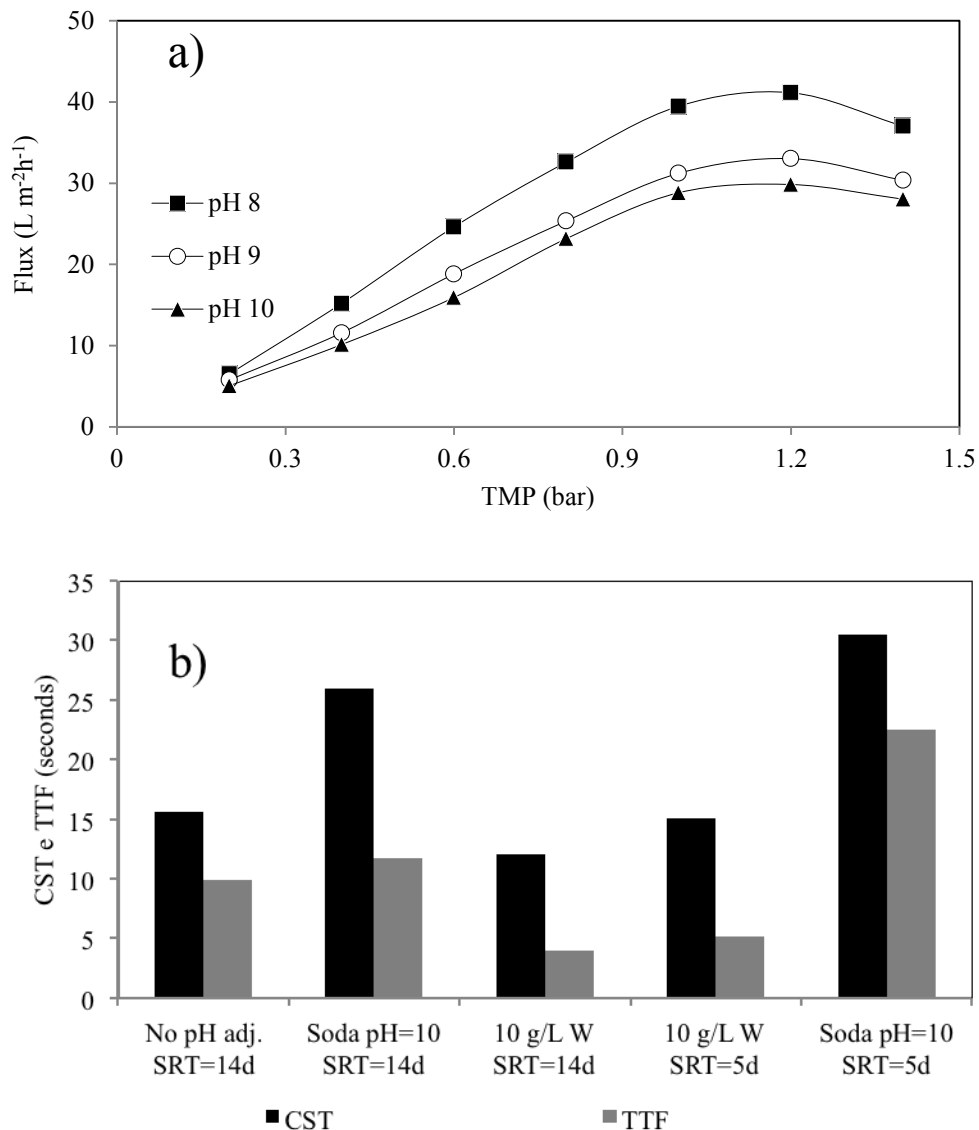 a)
50
40
30
20
10
0
Flux (L m⁻²h⁻¹)
pH 8
pH 9
pH 10
0 0.3 0.6 0.9 1.2 1.5
TMP (bar)
b)
35
30
25
20
15
10
5
0
CST e TTF (seconds)
No pH adj. Soda pH=10 10 g/L W 10 g/L W Soda pH=10
SRT=14d SRT=14d SRT=14d SRT=5d SRT=5d
CST TTF